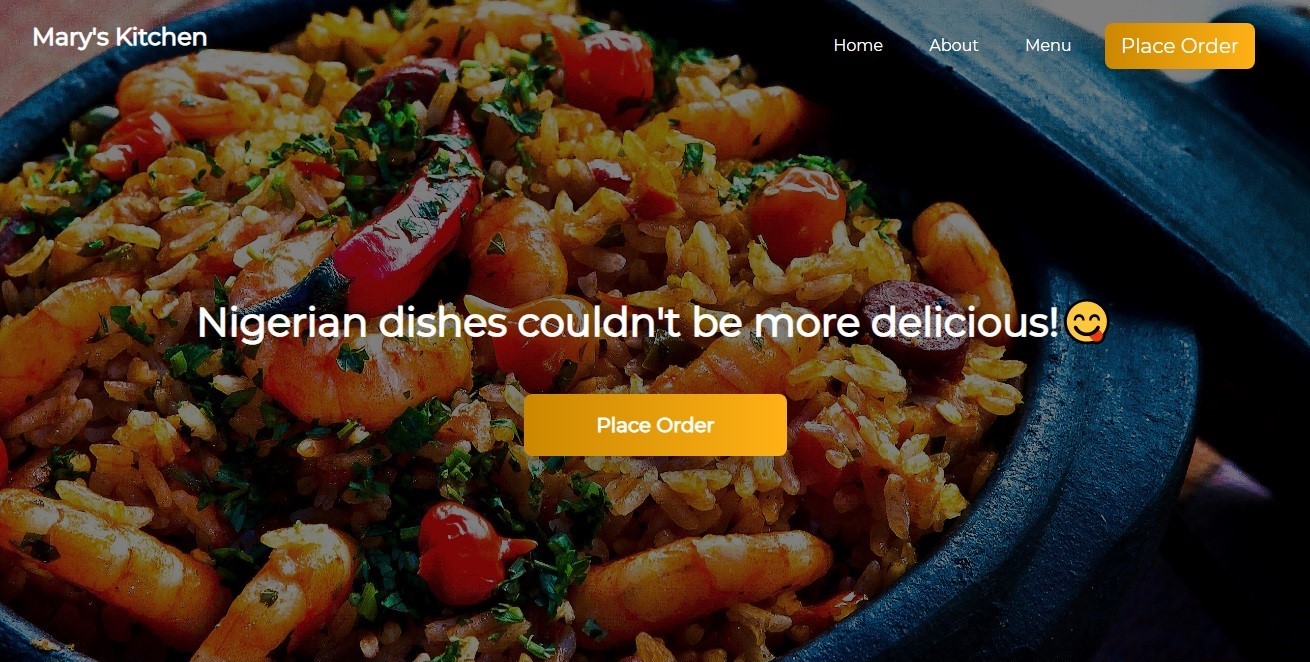 Mary's Kitchen
Home About Menu Place Order
Nigerian dishes couldn't be more delicious!😋
Place Order